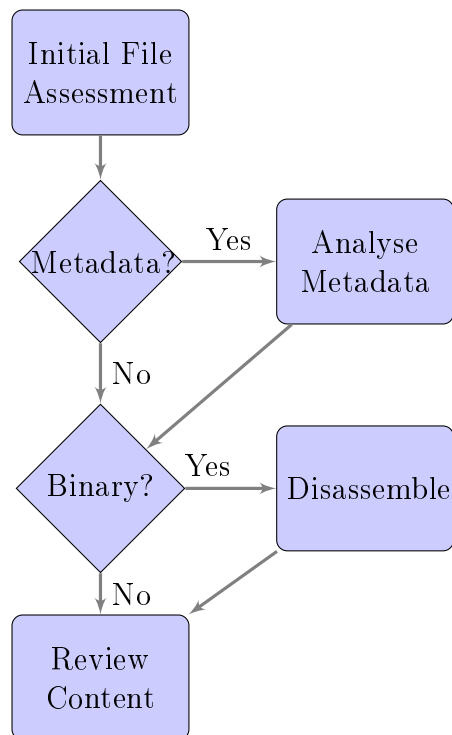 Initial File
Assessment
Metadata?
Yes
Analyse
Metadata
No
Binary?
Yes
Disassemble
No
Review
Content